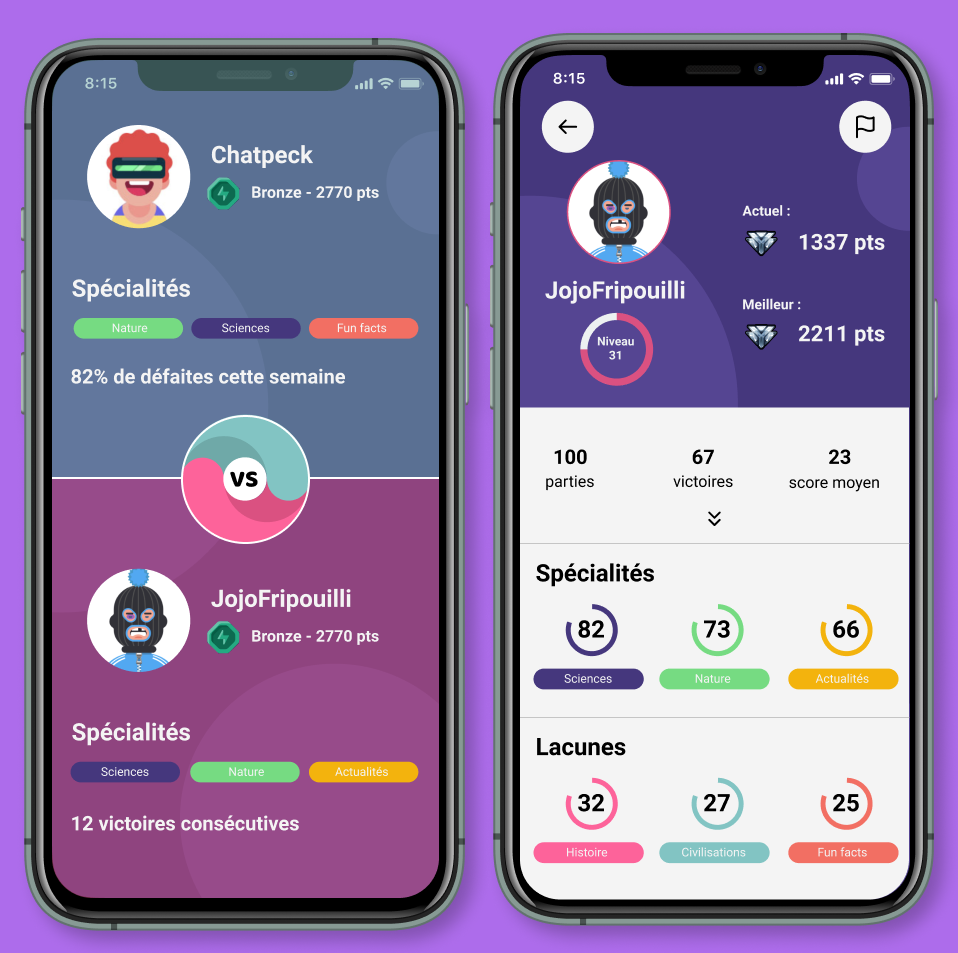 8:15
Chatpeck
Bronze - 2770 pts
Spécialités
Nature Sciences Fun facts
82% de défaites cette semaine
VS
JojoFripouilli
Bronze - 2770 pts
Spécialités
Sciences Nature Actualités
12 victoires consécutives
8:15
JojoFripouilli
Niveau
31
Actuel :
1337 pts
Meilleur :
2211 pts
100 67 23
parties victoires score moyen
Spécialités
82 73 66
Sciences Nature Actualités
Lacunes
32 27 25
Histoire Civilisations Fun facts